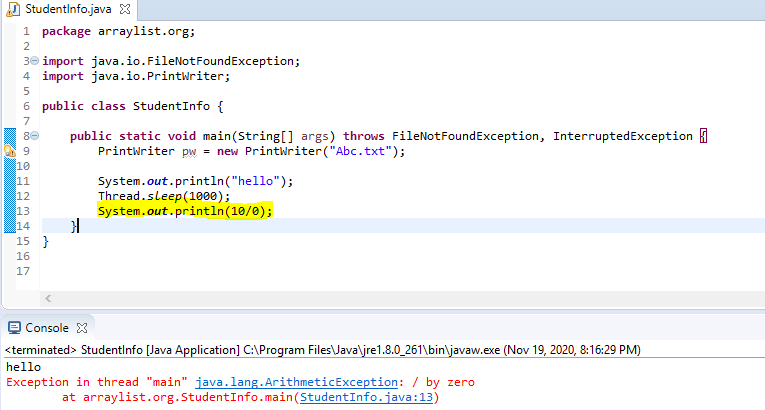 StudentInfo.java
1 package arraylist.org;
2
3 import java.io.FileNotFoundException;
4 import java.io.PrintWriter;
5
6 public class StudentInfo {
7
8 public static void main(String[] args) throws FileNotFoundException, InterruptedException {
9 PrintWriter pw = new PrintWriter("Abc.txt");
10
11 System.out.println("hello");
12 Thread.sleep(1000);
13 System.out.println(10/0);
14 }
15 }
16
17
Console
<terminated> StudentInfo [Java Application] C:\Program Files\Java\jre1.8.0_261\bin\javaw.exe (Nov 19, 2020, 8:16:29 PM)
hello
Exception in thread "main" java.lang.ArithmeticException: / by zero
at arraylist.org.StudentInfo.main(StudentInfo.java:13)